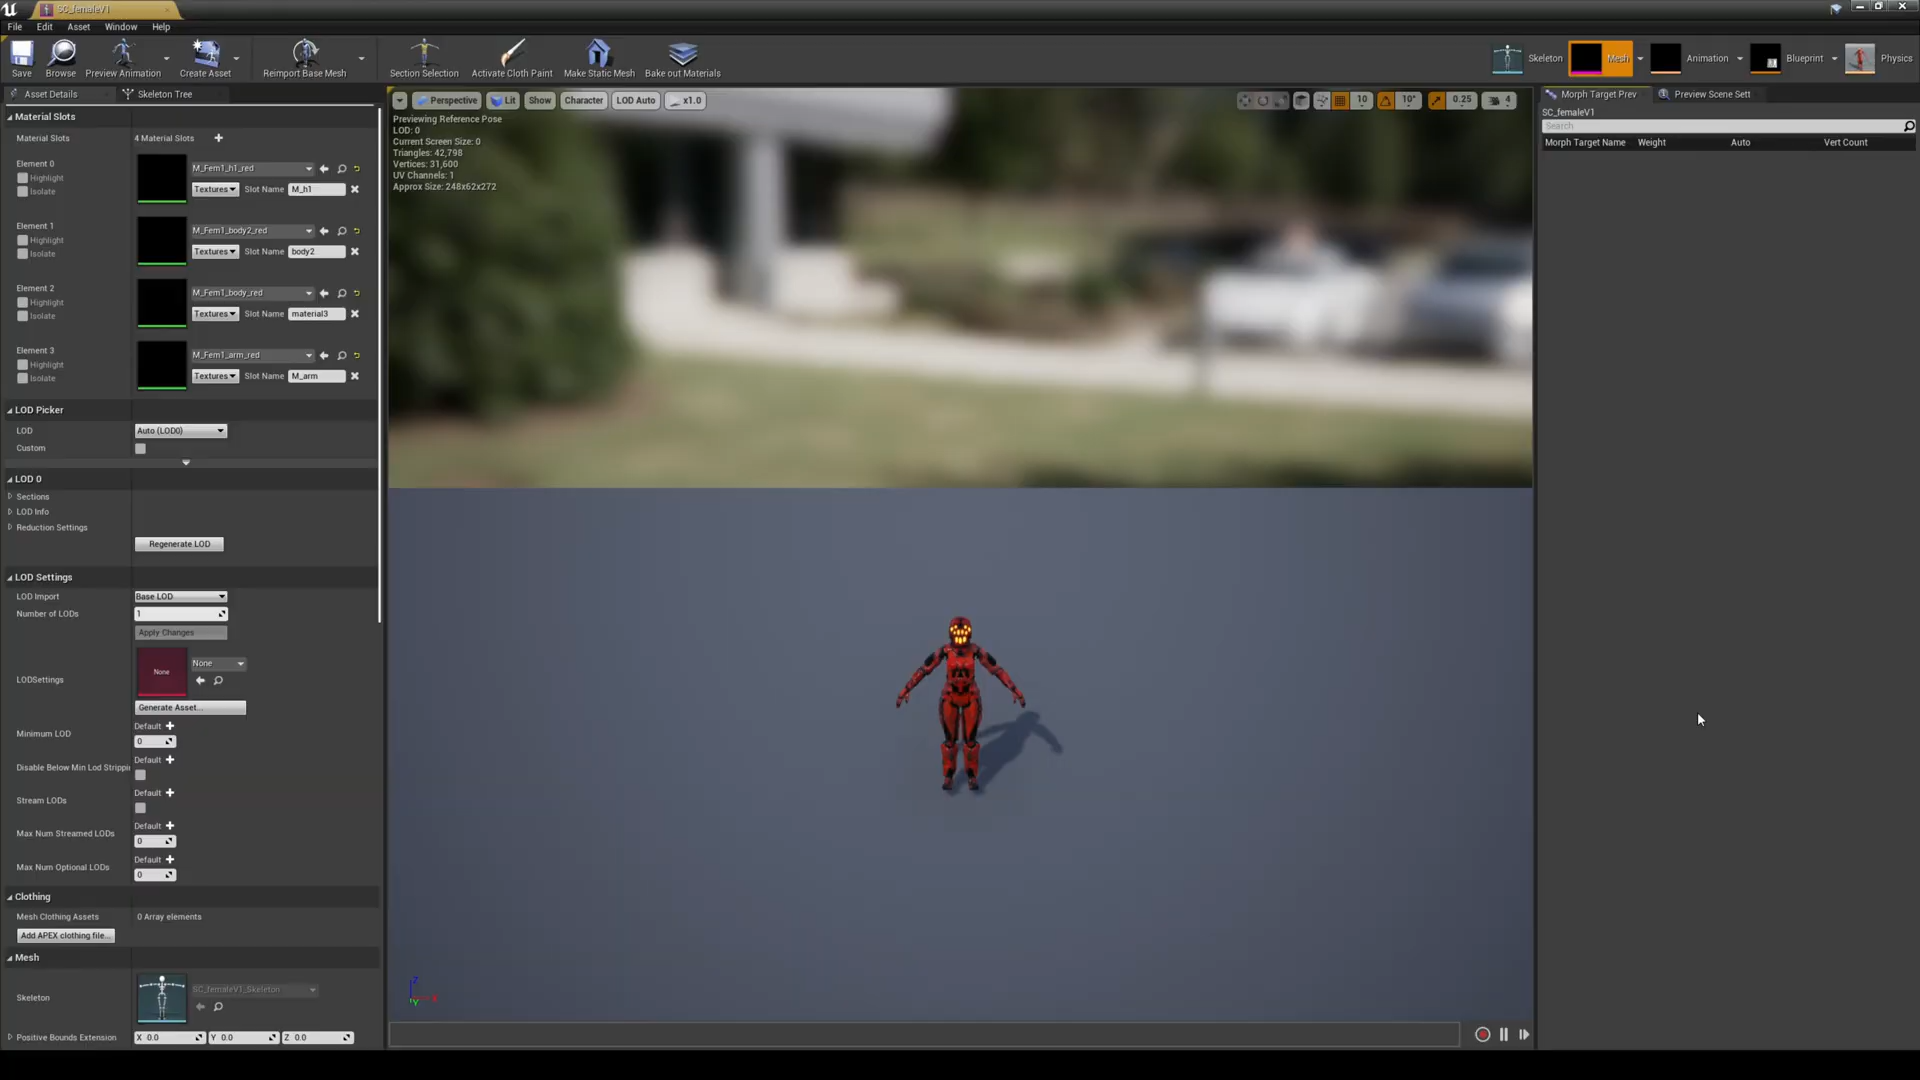 SC_femaleV1
File Edit Asset Window Help
Save Browse Preview Animation Create Asset Reimport Base Mesh Section Selection Activate Cloth Paint Make Static Mesh Bake out Materials Skeleton Mesh Animation Blueprint Physics
Asset Details Skeleton Tree
Material Slots
Material Slots 4 Material Slots
Element 0 M_Fem1_h1_red
Highlight
Isolate Textures Slot Name M_h1
Element 1 M_Fem1_body2_red
Highlight
Isolate Textures Slot Name body2
Element 2 M_Fem1_body_red
Highlight
Isolate Textures Slot Name material3
Element 3 M_Fem1_arm_red
Highlight
Isolate Textures Slot Name M_arm
LOD Picker
LOD Auto (LOD0)
Custom
LOD 0
Sections
LOD Info
Reduction Settings
Regenerate LOD
LOD Settings
LOD Import Base LOD
Number of LODs 1
Apply Changes
LODSettings None None
Generate Asset...
Minimum LOD Default
0
Disable Below Min Lod Strippi Default
Stream LODs Default
Max Num Streamed LODs Default
0
Max Num Optional LODs Default
0
Clothing
Mesh Clothing Assets 0 Array elements
Add APEX clothing file...
Mesh
Skeleton SC_femaleV1_Skeleton
Positive Bounds Extension X 0.0 Y 0.0 Z 0.0
Perspective Lit Show Character LOD Auto x1.0 10 10° 0.25 4
Previewing Reference Pose
LOD: 0
Current Screen Size: 0
Triangles: 42,798
Vertices: 31,600
UV Channels: 1
Approx Size: 248x62x272
Z
X
Y
Morph Target Prev Preview Scene Sett
SC_femaleV1
Search
Morph Target Name Weight Auto Vert Count